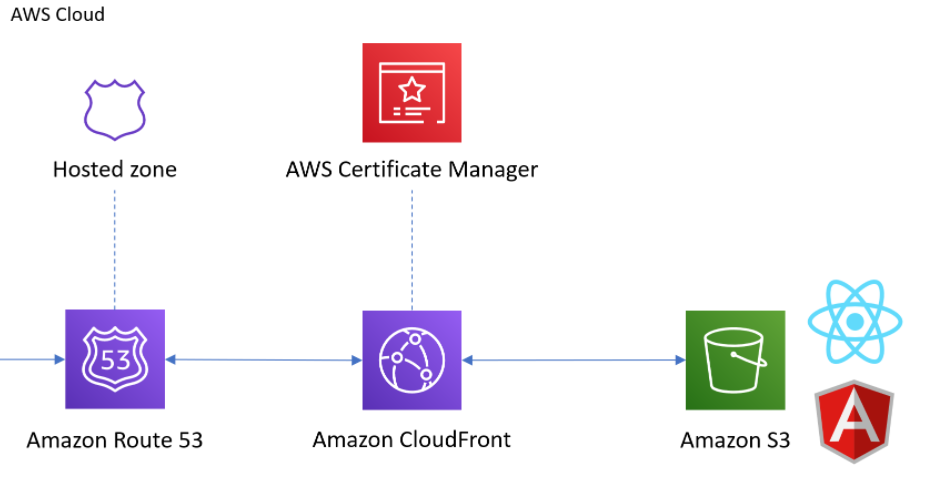 AWS Cloud
Hosted zone
AWS Certificate Manager
53
Amazon Route 53
Amazon CloudFront
Amazon S3
A